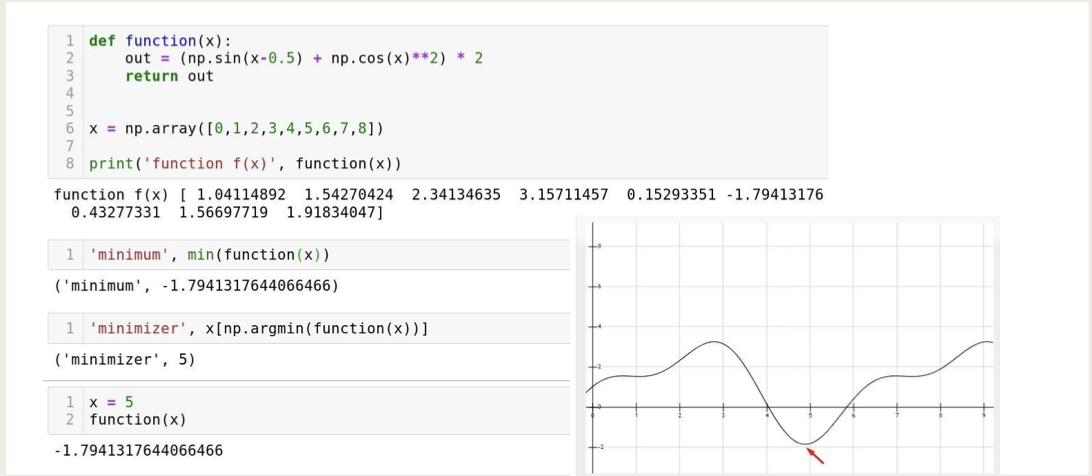 1 def function(x):
2 out = (np.sin(x-0.5) + np.cos(x)**2) * 2
3 return out
4
5
6 x = np.array([0,1,2,3,4,5,6,7,8])
7
8 print('function f(x)', function(x))
function f(x) [ 1.04114892 1.54270424 2.34134635 3.15711457 0.15293351 -1.79413176
0.43277331 1.56697719 1.91834047]
1 'minimum', min(function(x))
('minimum', -1.7941317644066466)
1 'minimizer', x[np.argmin(function(x))]
('minimizer', 5)
1 x = 5
2 function(x)
-1.7941317644066466
8
6
4
2
0
-2
0 1 2 3 4 5 6 7 8 9